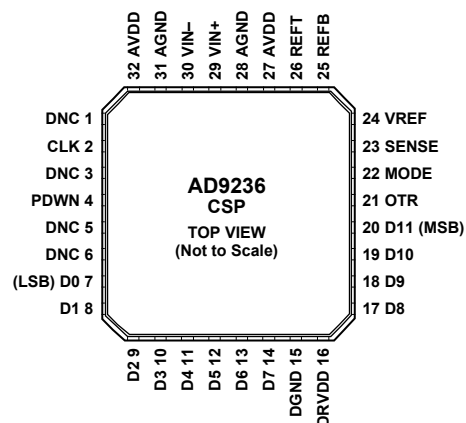 32 AVDD
31 AGND
30 VIN–
29 VIN+
28 AGND
27 AVDD
26 REFT
25 REFB
DNC 1
CLK 2
DNC 3
PDWN 4
DNC 5
DNC 6
(LSB) D0 7
D1 8
AD9236
CSP
TOP VIEW
(Not to Scale)
24 VREF
23 SENSE
22 MODE
21 OTR
20 D11 (MSB)
19 D10
18 D9
17 D8
D2 9
D3 10
D4 11
D5 12
D6 13
D7 14
DGND 15
DRVDD 16